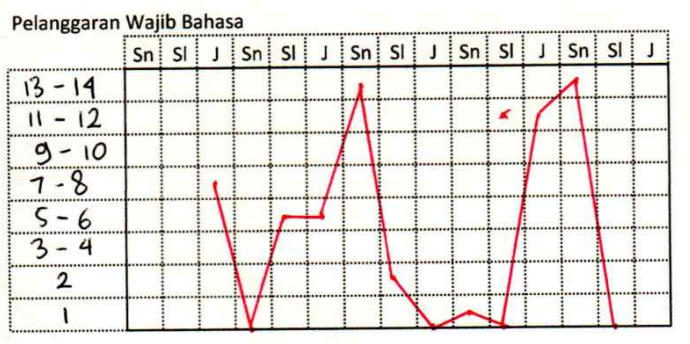 Pelanggaran Wajib Bahasa
Sn Sl J Sn Sl J Sn Sl J Sn Sl J Sn Sl J
13 - 14
11 - 12
9 - 10
7 - 8
5 - 6
3 - 4
2
1